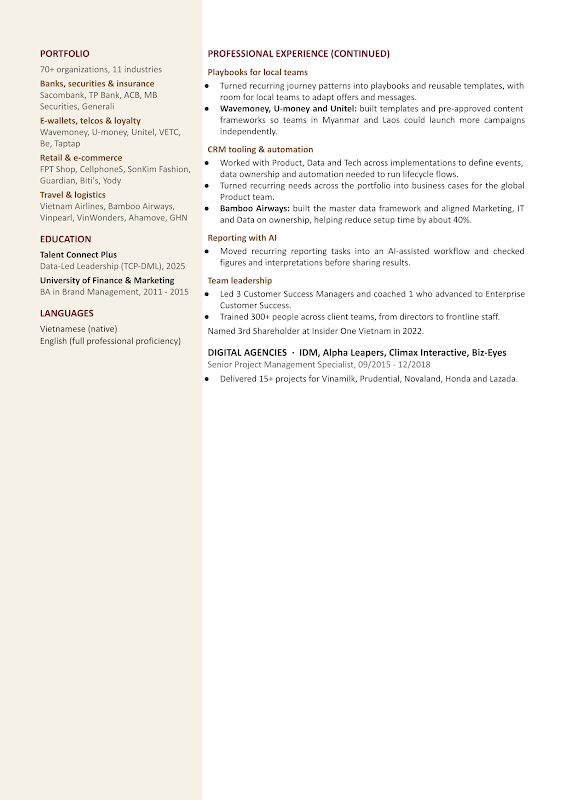 PORTFOLIO
70+ organizations, 11 industries
Banks, securities & insurance
Sacombank, TP Bank, ACB, MB
Securities, Generali
E-wallets, telcos & loyalty
Wavemoney, U-money, Unitel, VETC,
Be, Taptap
Retail & e-commerce
FPT Shop, CellphoneS, SonKim Fashion,
Guardian, Biti's, Yody
Travel & logistics
Vietnam Airlines, Bamboo Airways,
Vinpearl, VinWonders, Ahamove, GHN
EDUCATION
Talent Connect Plus
Data-Led Leadership (TCP-DML), 2025
University of Finance & Marketing
BA in Brand Management, 2011 - 2015
LANGUAGES
Vietnamese (native)
English (full professional proficiency)
PROFESSIONAL EXPERIENCE (CONTINUED)
Playbooks for local teams
● Turned recurring journey patterns into playbooks and reusable templates, with
room for local teams to adapt offers and messages.
● Wavemoney, U-money and Unitel: built templates and pre-approved content
frameworks so teams in Myanmar and Laos could launch more campaigns
independently.
CRM tooling & automation
● Worked with Product, Data and Tech across implementations to define events,
data ownership and automation needed to run lifecycle flows.
● Turned recurring needs across the portfolio into business cases for the global
Product team.
● Bamboo Airways: built the master data framework and aligned Marketing, IT
and Data on ownership, helping reduce setup time by about 40%.
Reporting with AI
● Moved recurring reporting tasks into an AI-assisted workflow and checked
figures and interpretations before sharing results.
Team leadership
● Led 3 Customer Success Managers and coached 1 who advanced to Enterprise
Customer Success.
● Trained 300+ people across client teams, from directors to frontline staff.
Named 3rd Shareholder at Insider One Vietnam in 2022.
DIGITAL AGENCIES · IDM, Alpha Leapers, Climax Interactive, Biz-Eyes
Senior Project Management Specialist, 09/2015 - 12/2018
● Delivered 15+ projects for Vinamilk, Prudential, Novaland, Honda and Lazada.